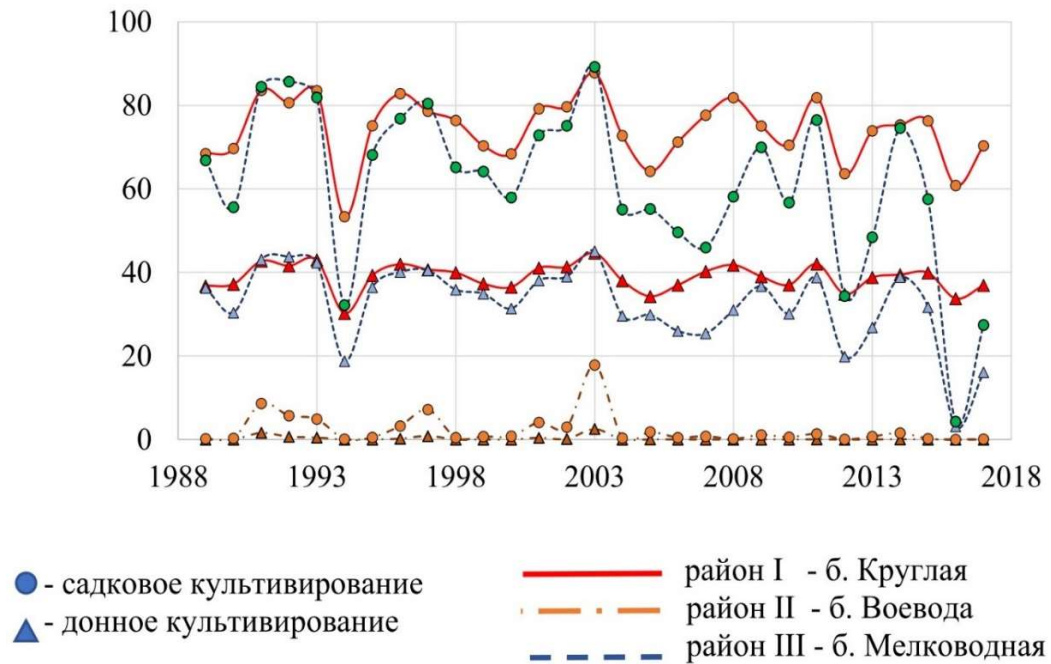 100
80
60
40
20
0
1988 1993 1998 2003 2008 2013 2018
- садковое культивирование
- донное культивирование
район I - б. Круглая
район II - б. Воевода
район III - б. Мелководная